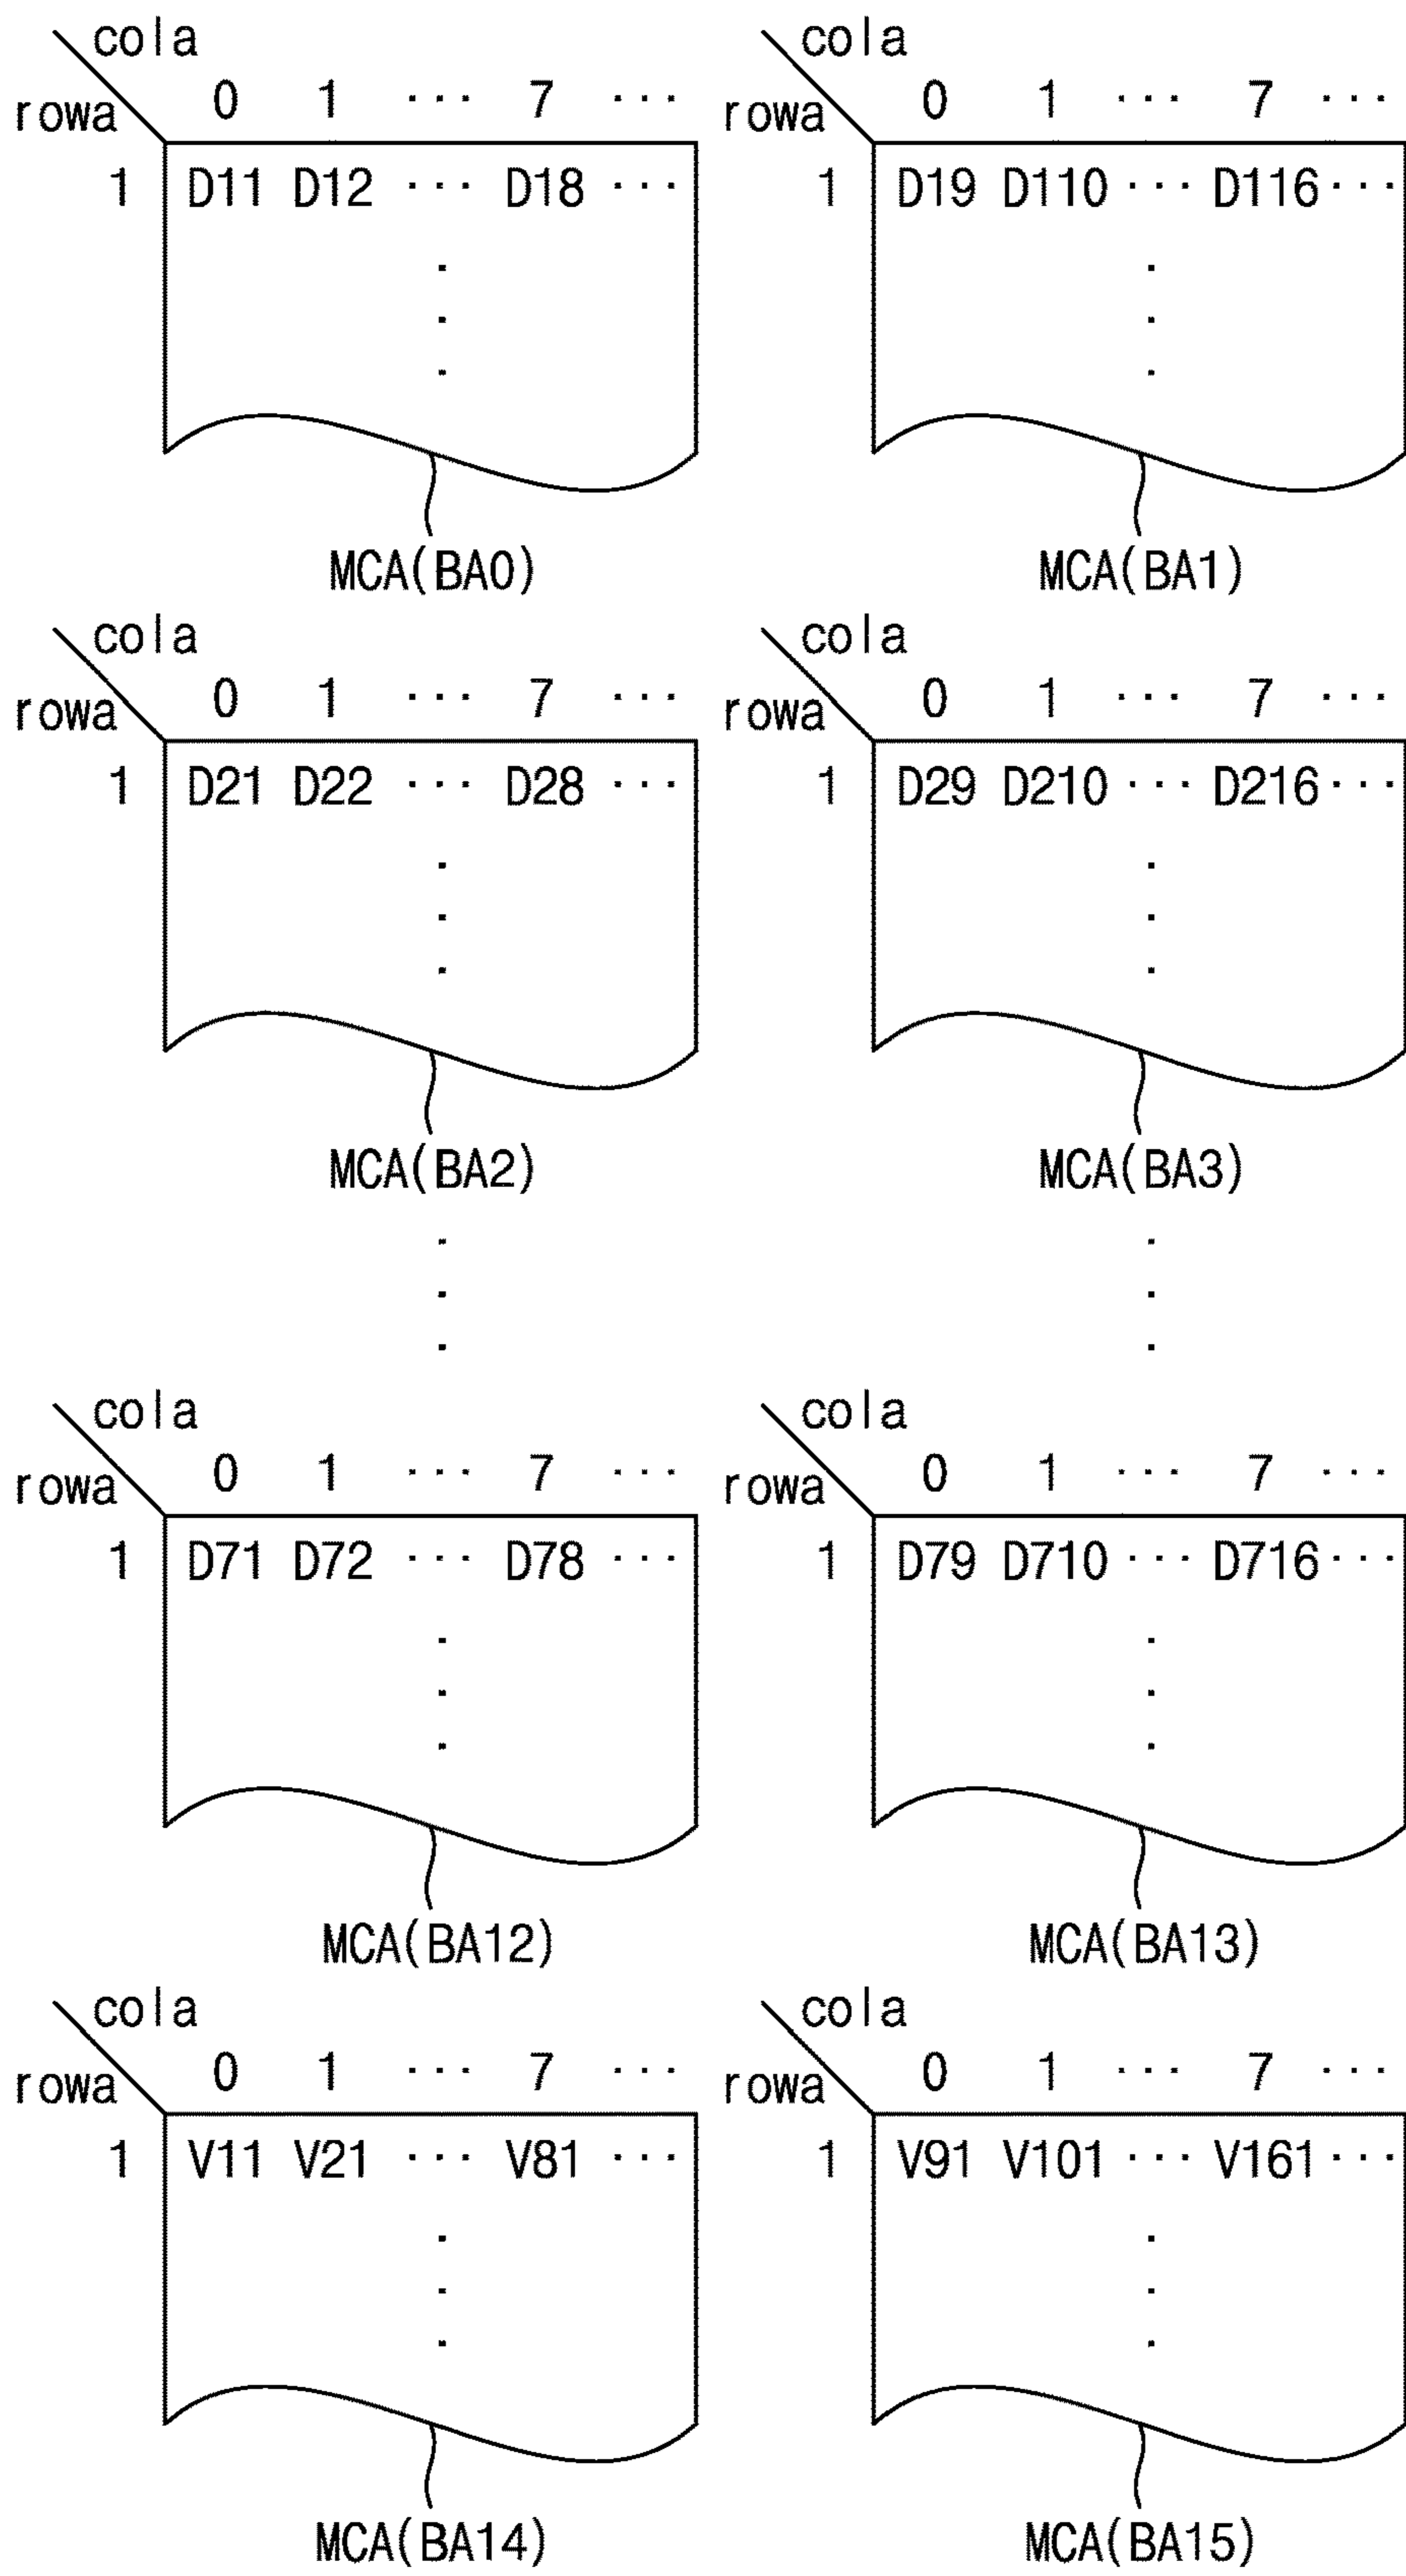 cola cola
rowa 0 1 ··· 7 ··· rowa 0 1 ··· 7 ···
1 D11 D12 ··· D18 ··· 1 D19 D110 ··· D116 ···
MCA(BA0) MCA(BA1)
cola cola
rowa 0 1 ··· 7 ··· rowa 0 1 ··· 7 ···
1 D21 D22 ··· D28 ··· 1 D29 D210 ··· D216 ···
MCA(BA2) MCA(BA3)
cola cola
rowa 0 1 ··· 7 ··· rowa 0 1 ··· 7 ···
1 D71 D72 ··· D78 ··· 1 D79 D710 ··· D716 ···
MCA(BA12) MCA(BA13)
cola cola
rowa 0 1 ··· 7 ··· rowa 0 1 ··· 7 ···
1 V11 V21 ··· V81 ··· 1 V91 V101 ··· V161 ···
MCA(BA14) MCA(BA15)